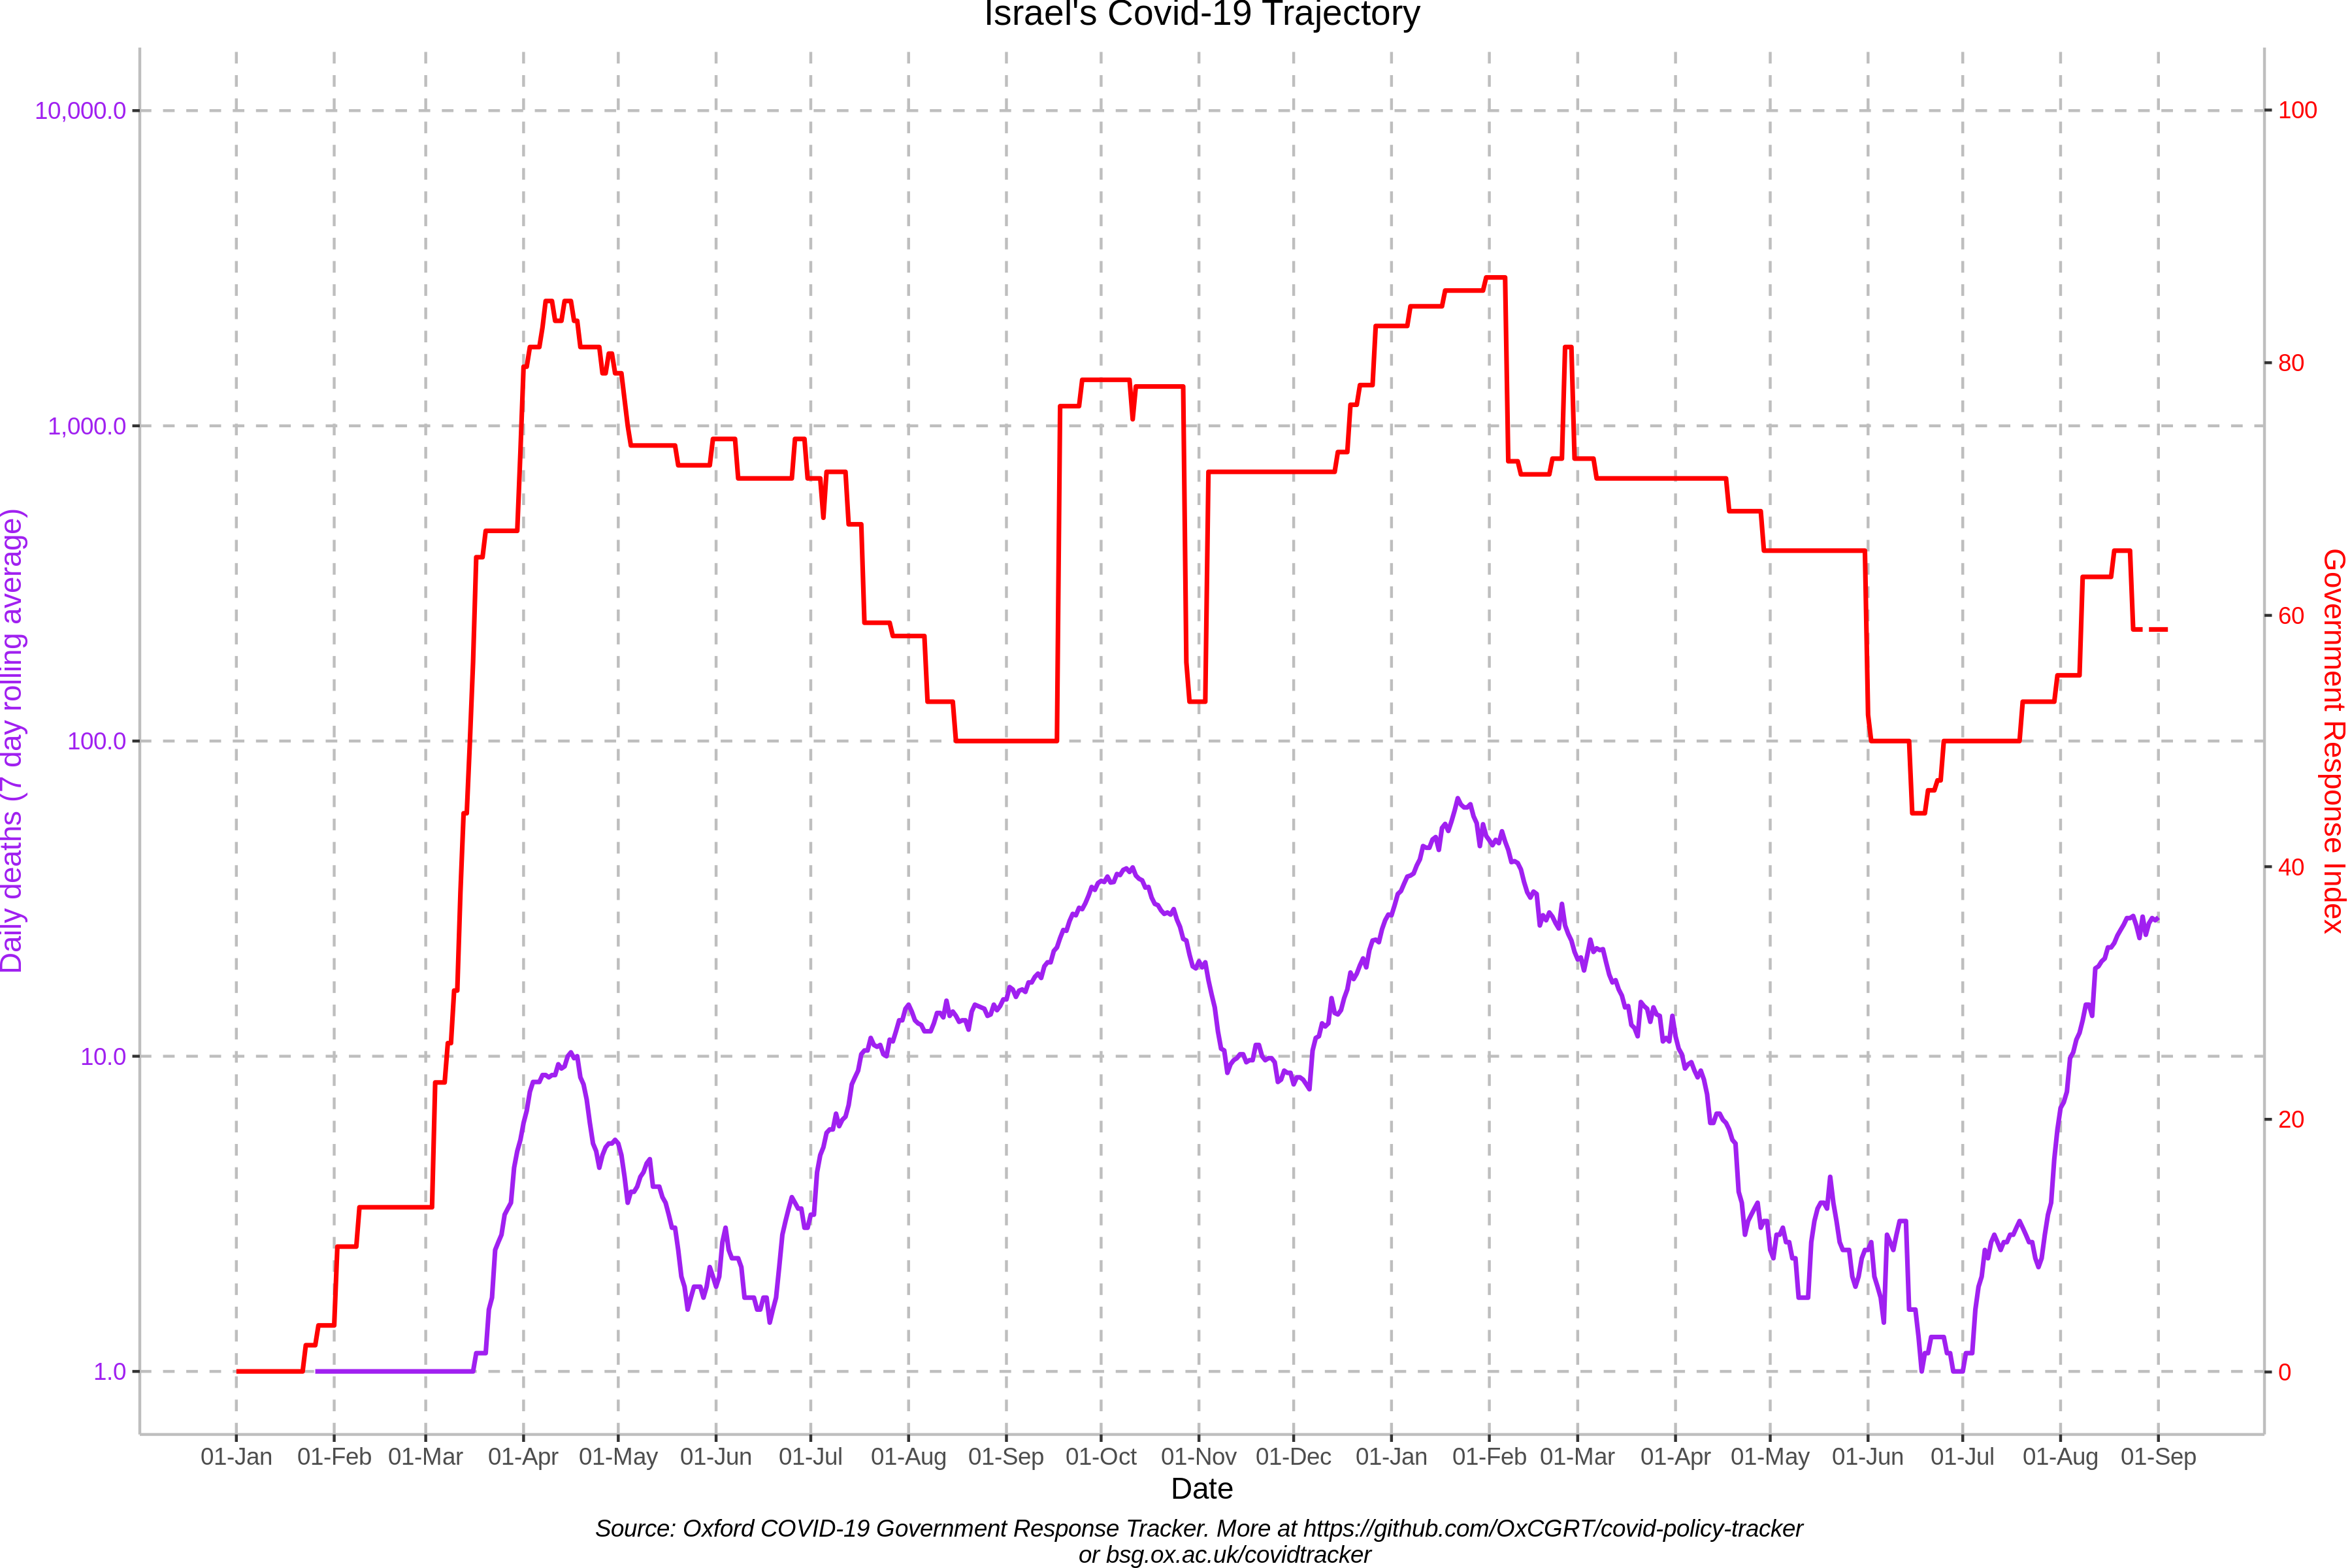 Israel's Covid-19 Trajectory
10,000.0
1,000.0
100.0
10.0
1.0
Daily deaths (7 day rolling average)
100
80
60
40
20
0
Government Response Index
01-Jan 01-Feb 01-Mar 01-Apr 01-May 01-Jun 01-Jul 01-Aug 01-Sep 01-Oct 01-Nov 01-Dec 01-Jan 01-Feb 01-Mar 01-Apr 01-May 01-Jun 01-Jul 01-Aug 01-Sep
Date
Source: Oxford COVID-19 Government Response Tracker. More at https://github.com/OxCGRT/covid-policy-tracker
or bsg.ox.ac.uk/covidtracker